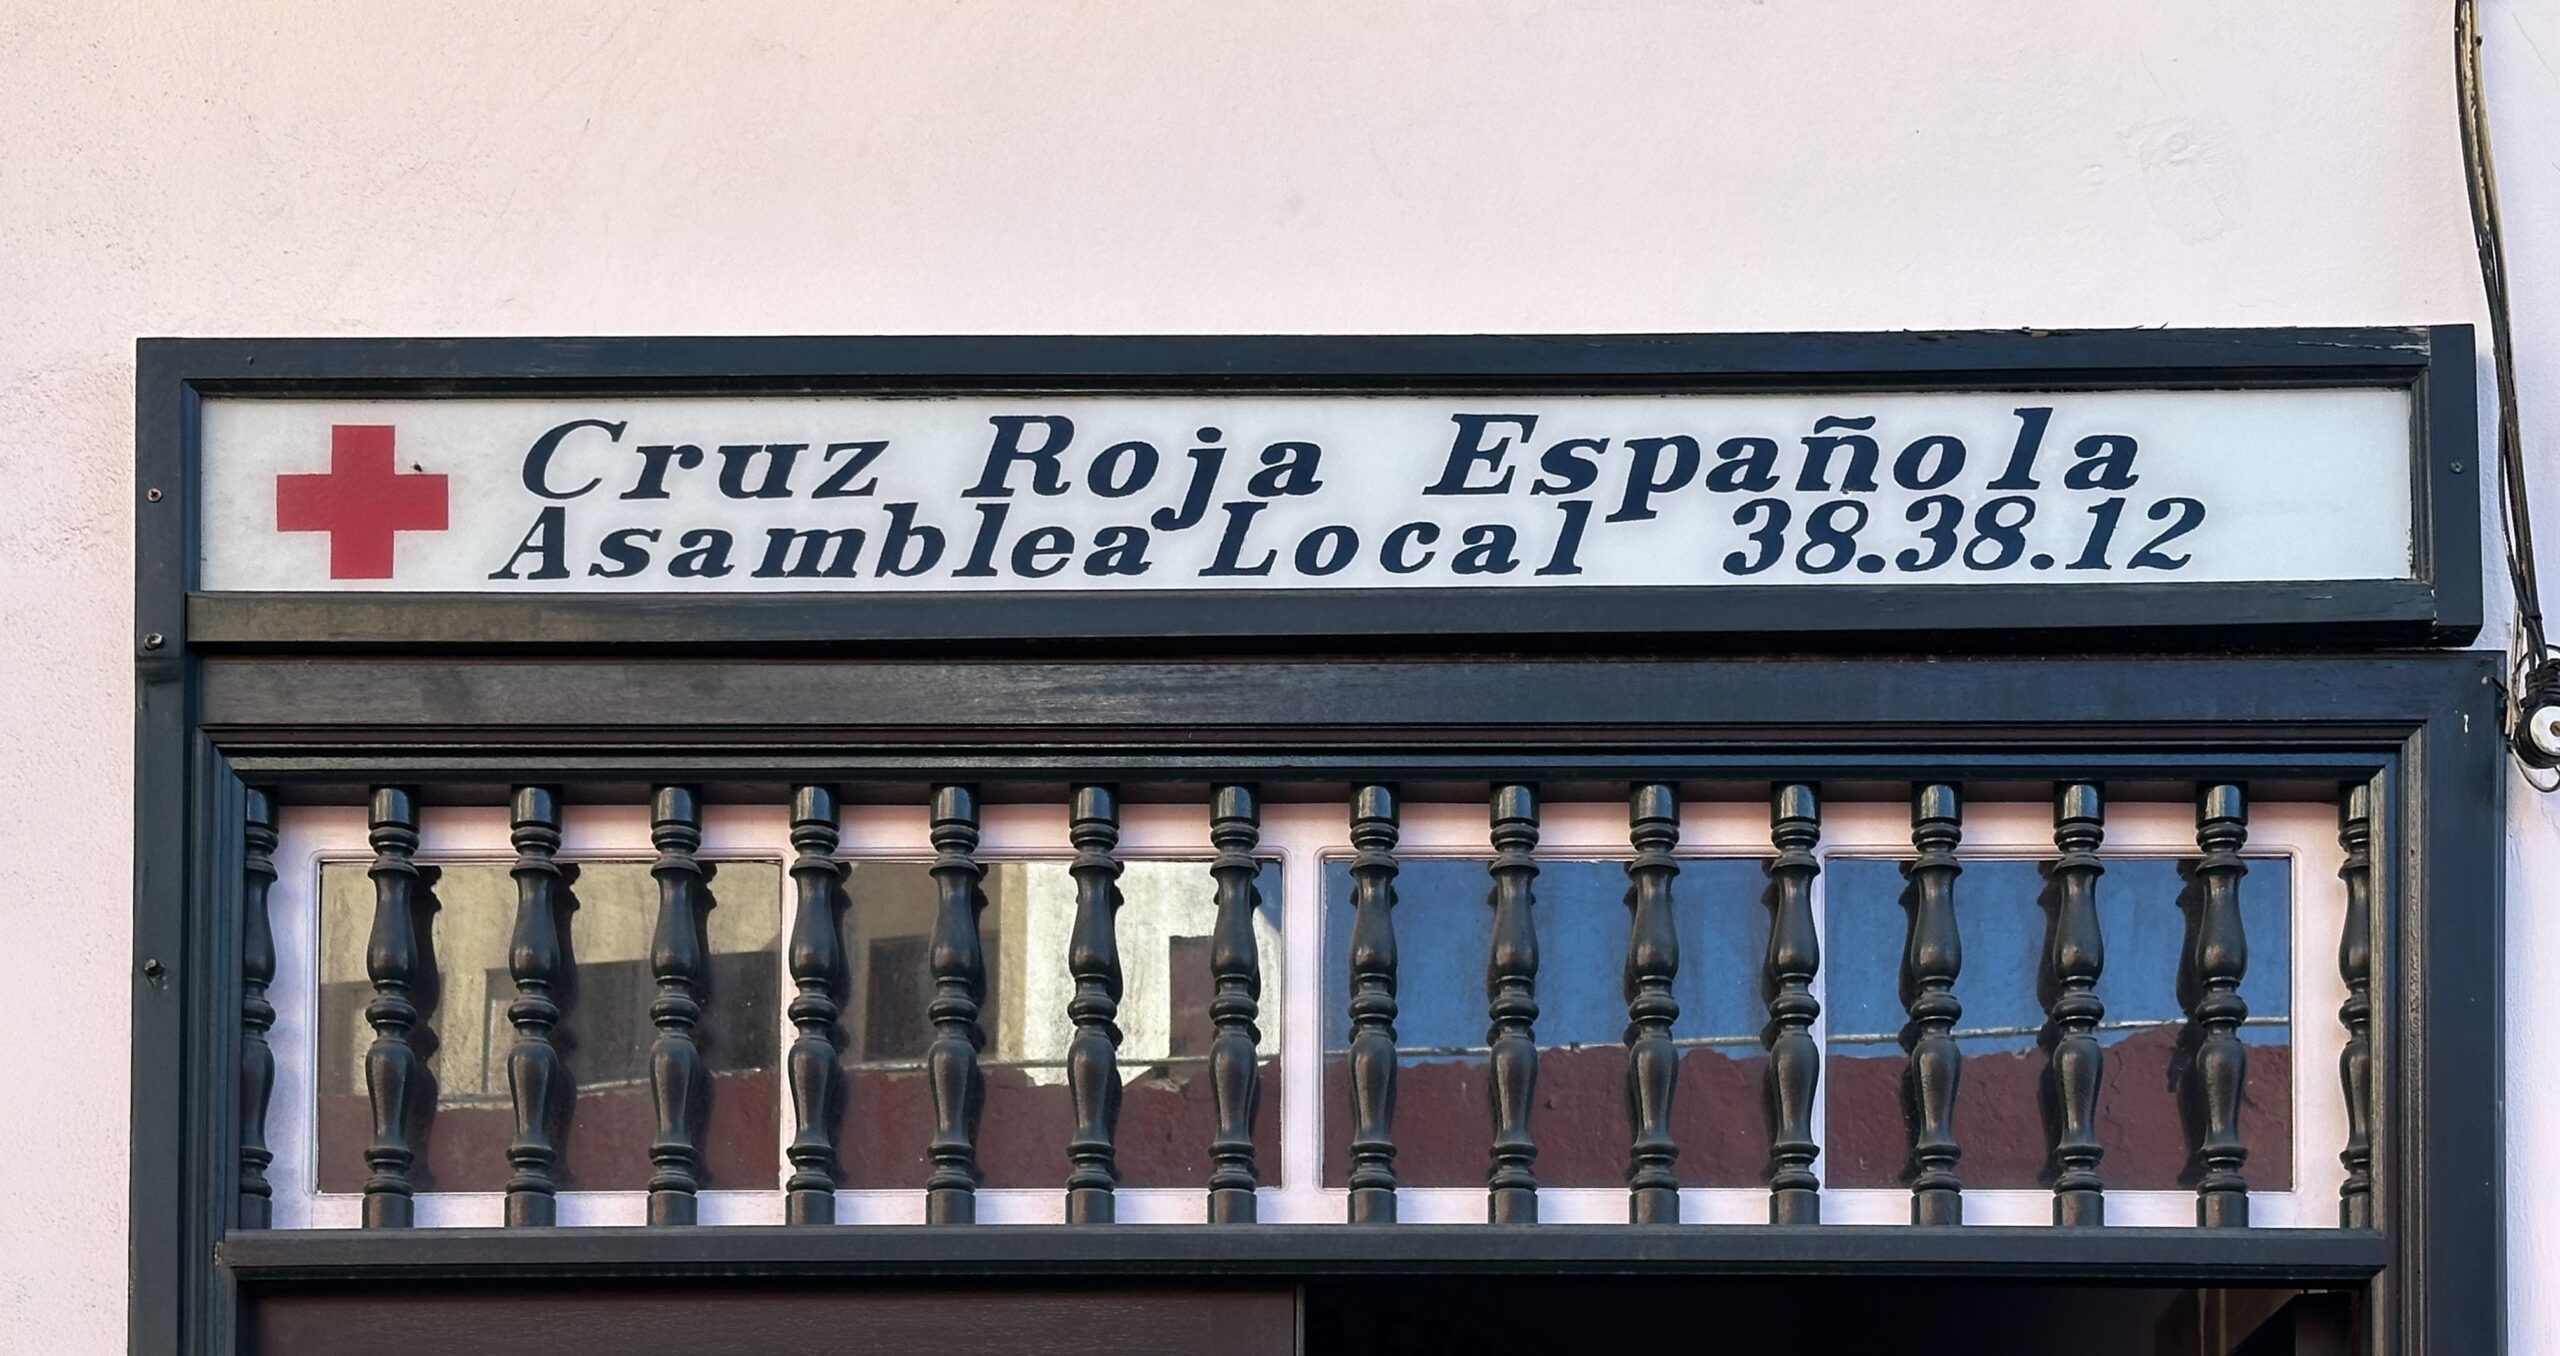 Cruz Roja Española
Asamblea Local 38.38.12